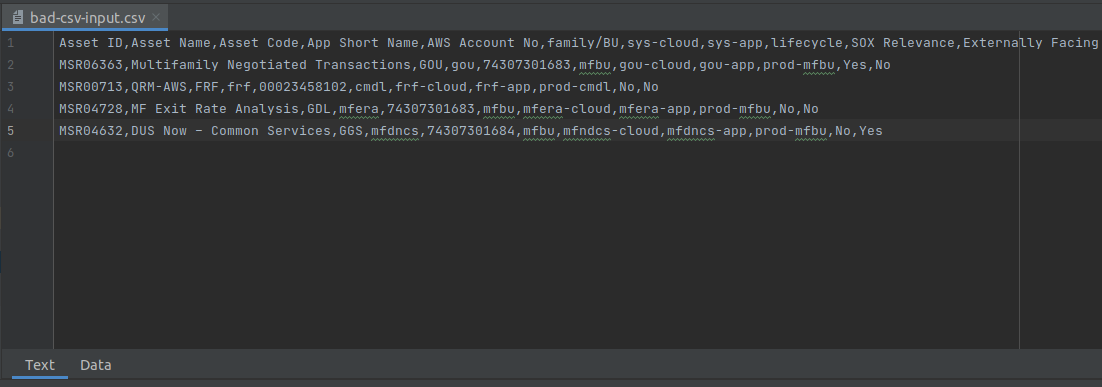 bad-csv-input.csv
1 Asset ID,Asset Name,Asset Code,App Short Name,AWS Account No,family/BU,sys-cloud,sys-app,lifecycle,SOX Relevance,Externally Facing
2 MSR06363,Multifamily Negotiated Transactions,GOU,gou,74307301683,mfbu,gou-cloud,gou-app,prod-mfbu,Yes,No
3 MSR00713,QRM-AWS,FRF,frf,00023458102,cmdl,frf-cloud,frf-app,prod-cmdl,No,No
4 MSR04728,MF Exit Rate Analysis,GDL,mfera,74307301683,mfbu,mfera-cloud,mfera-app,prod-mfbu,No,No
5 MSR04632,DUS Now – Common Services,GGS,mfdncs,74307301684,mfbu,mfndcs-cloud,mfdncs-app,prod-mfbu,No,Yes
6
Text Data